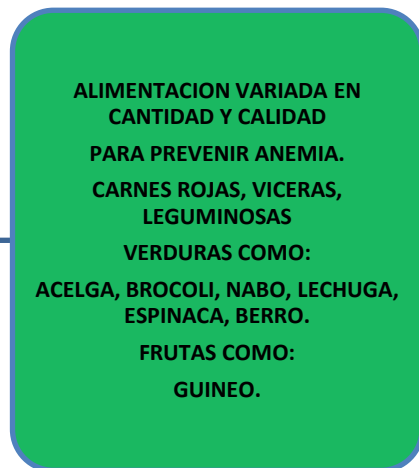 ALIMENTACION VARIADA EN
CANTIDAD Y CALIDAD
PARA PREVENIR ANEMIA.
CARNES ROJAS, VICERAS,
LEGUMINOSAS
VERDURAS COMO:
ACELGA, BROCOLI, NABO, LECHUGA,
ESPINACA, BERRO.
FRUTAS COMO:
GUINEO.